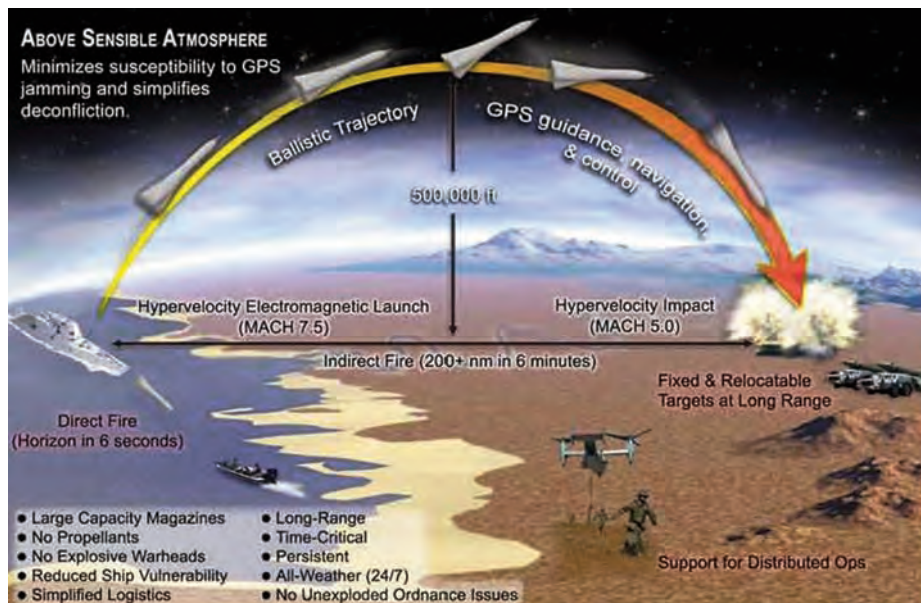 ABOVE SENSIBLE ATMOSPHERE
Minimizes susceptibility to GPS
jamming and simplifies
deconfliction.
Ballistic Trajectory
GPS guidance, navigation,
& control
500,000 ft
Hypervelocity Electromagnetic Launch
(MACH 7.5)
Hypervelocity Impact
(MACH 5.0)
Indirect Fire (200+ nm in 6 minutes)
Direct Fire
(Horizon in 6 seconds)
Fixed & Relocatable
Targets at Long Range
Support for Distributed Ops
● Large Capacity Magazines
● No Propellants
● No Explosive Warheads
● Reduced Ship Vulnerability
● Simplified Logistics
● Long-Range
● Time-Critical
● Persistent
● All-Weather (24/7)
● No Unexploded Ordnance Issues